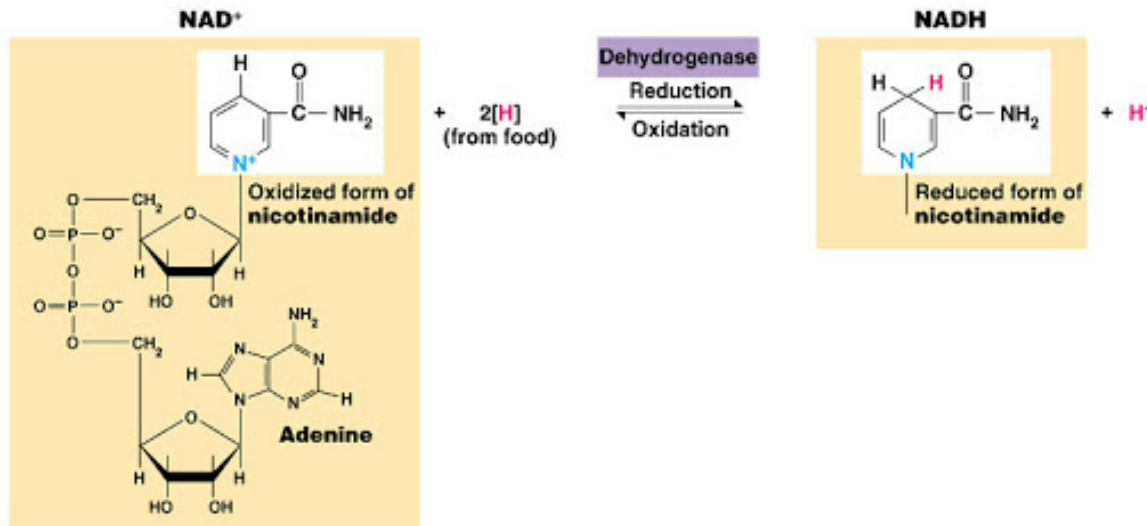 NAD⁺
NADH
H
O
C
NH₂
N⁺
+ 2[H]
(from food)
Dehydrogenase
Reduction
Oxidation
H
H
O
C
NH₂
N
+ H⁺
Oxidized form of
nicotinamide
Reduced form of
nicotinamide
O
CH₂
O
O
P
O⁻
H
H
O
HO
OH
O
P
O⁻
O
CH₂
NH₂
N
N
H
N
N
H
O
Adenine
H
H
HO
OH